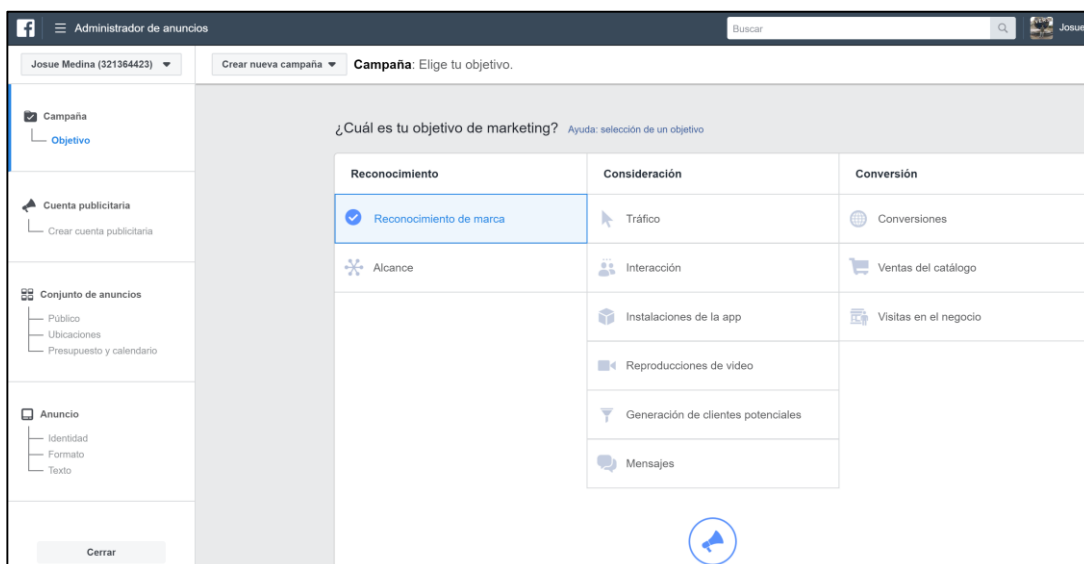 Administrador de anuncios
Buscar
Josue
Josue Medina (321364423)
Crear nueva campaña
Campaña: Elige tu objetivo.
Campaña
Objetivo
Cuenta publicitaria
Crear cuenta publicitaria
Conjunto de anuncios
Público
Ubicaciones
Presupuesto y calendario
Anuncio
Identidad
Formato
Texto
Cerrar
¿Cuál es tu objetivo de marketing? Ayuda: selección de un objetivo
Reconocimiento
Consideración
Conversión
Reconocimiento de marca
Tráfico
Conversiones
Alcance
Interacción
Ventas del catálogo
Instalaciones de la app
Visitas en el negocio
Reproducciones de video
Generación de clientes potenciales
Mensajes